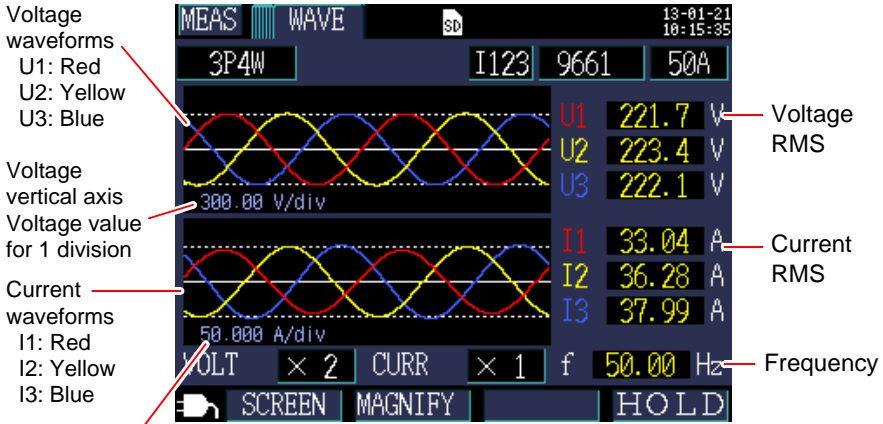 Voltage
waveforms
U1: Red
U2: Yellow
U3: Blue
Voltage
vertical axis
Voltage value
for 1 division
Current
waveforms
I1: Red
I2: Yellow
I3: Blue
MEAS WAVE SD 13-01-21
10:15:35
3P4W I123 9661 50A
U1 221.7 V
U2 223.4 V
U3 222.1 V
300.00 V/div
I1 33.04 A
I2 36.28 A
I3 37.99 A
50.000 A/div
VOLT × 2 CURR × 1 f 50.00 Hz
SCREEN MAGNIFY HOLD
Voltage
RMS
Current
RMS
Frequency